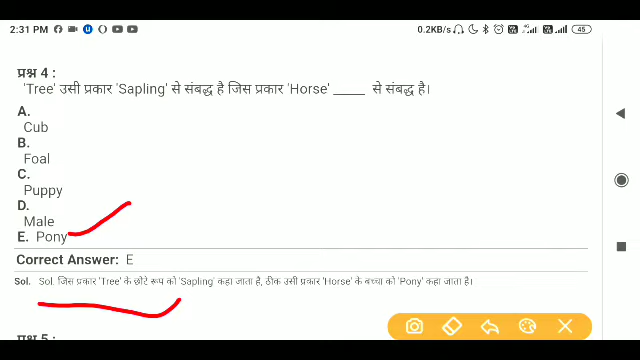 2:31 PM 0.2KB/s 45
प्रश्न 4 :
'Tree' उसी प्रकार 'Sapling' से संबद्ध है जिस प्रकार 'Horse' _____ से संबद्ध है।
A.
Cub
B.
Foal
C.
Puppy
D.
Male
E. Pony
Correct Answer: E
Sol. Sol. जिस प्रकार 'Tree' के छोटे रूप को 'Sapling' कहा जाता है, ठीक उसी प्रकार 'Horse' के बच्चा को 'Pony' कहा जाता है।
प्रश्न 5 :